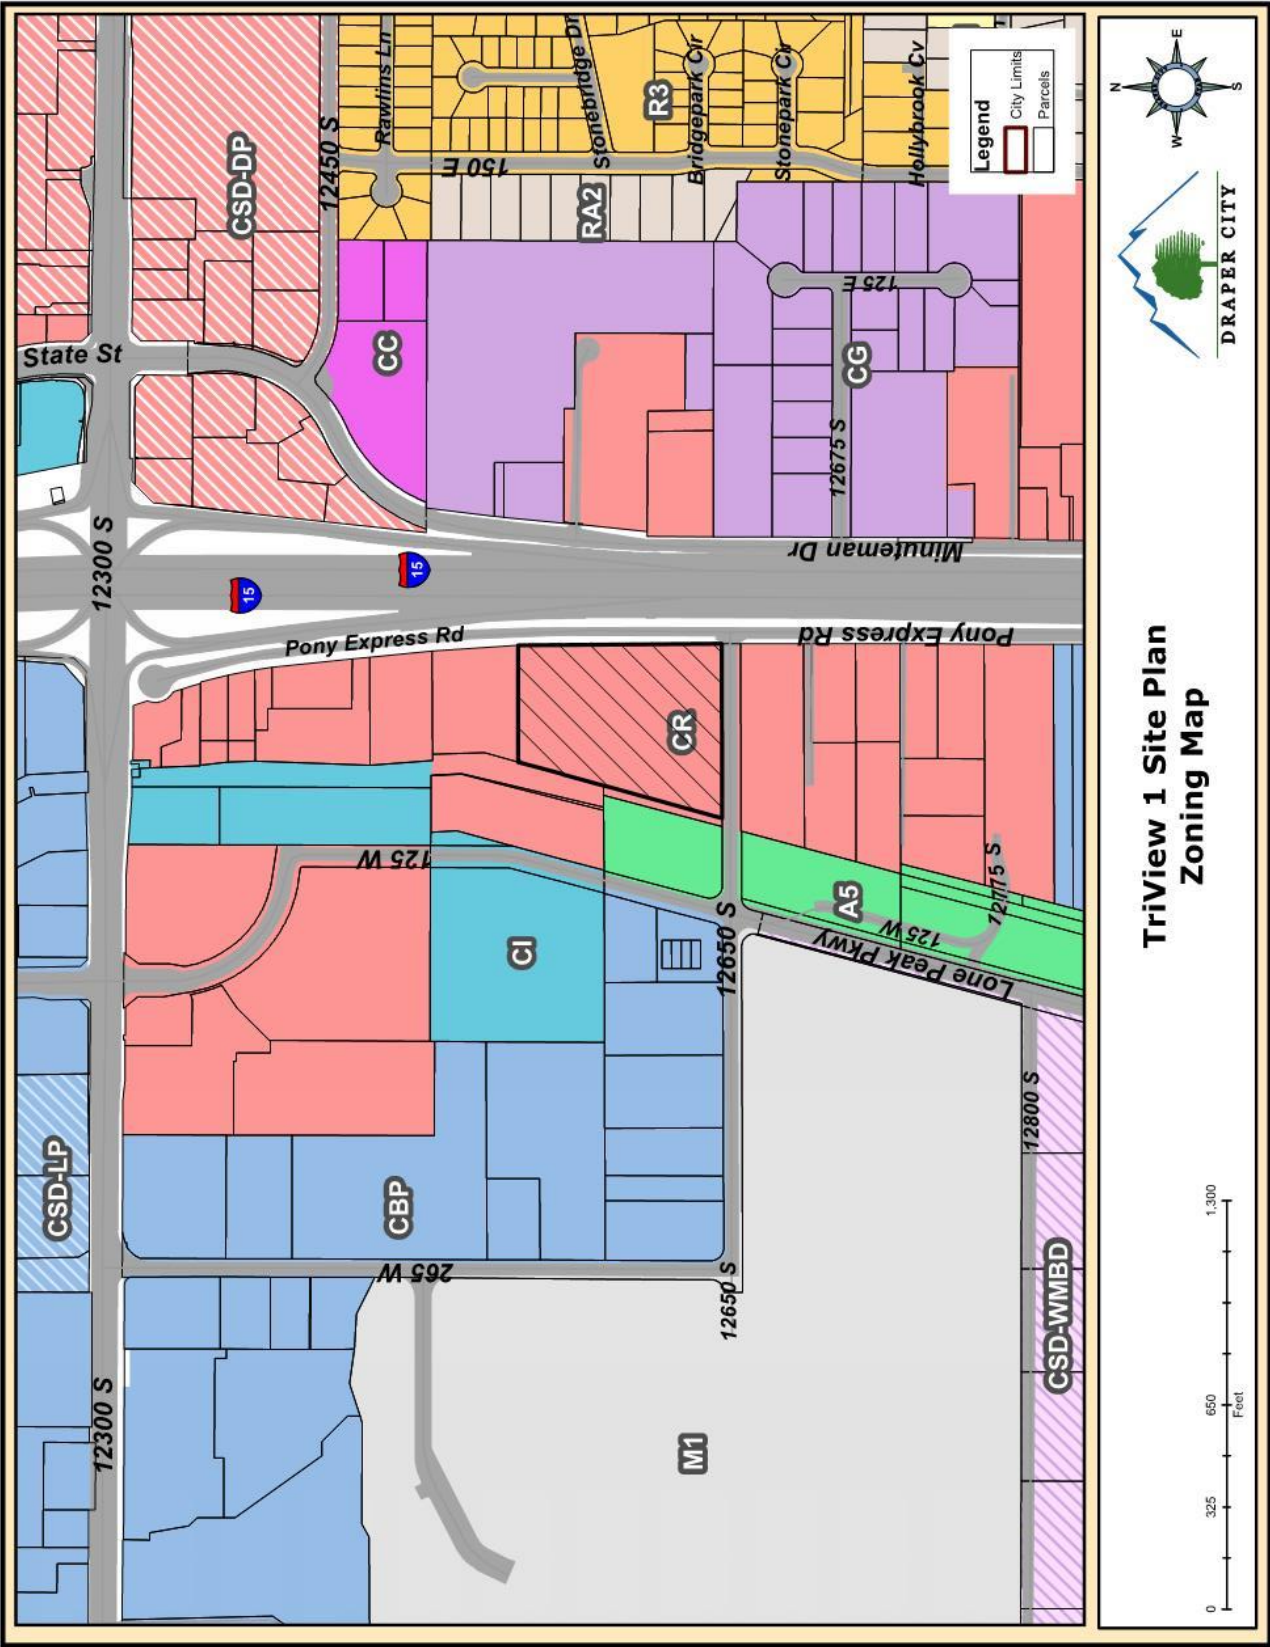 State St
12300 S
12300 S
CSD-DP
12450 S
Rawlins Ln
150 E
Stonebridge Dr
S
R3
Bridgepark Cir
Stonepark Cir
Hollybrook Cv
RA2
CC
125 E
CG
12675 S
Minuteman Dr
15
15
Pony Express Rd
Pony Express Rd
CR
125 W
CI
12650 S
A5
125 W
12775 S
Lone Peak Pkwy
CSD-LP
CBP
265 W
12650 S
M1
12800 S
CSD-WMBD
Legend
City Limits
Parcels
N
E
S
W
DRAPER CITY
TriView 1 Site Plan
Zoning Map
0 325 650 1,300
Feet